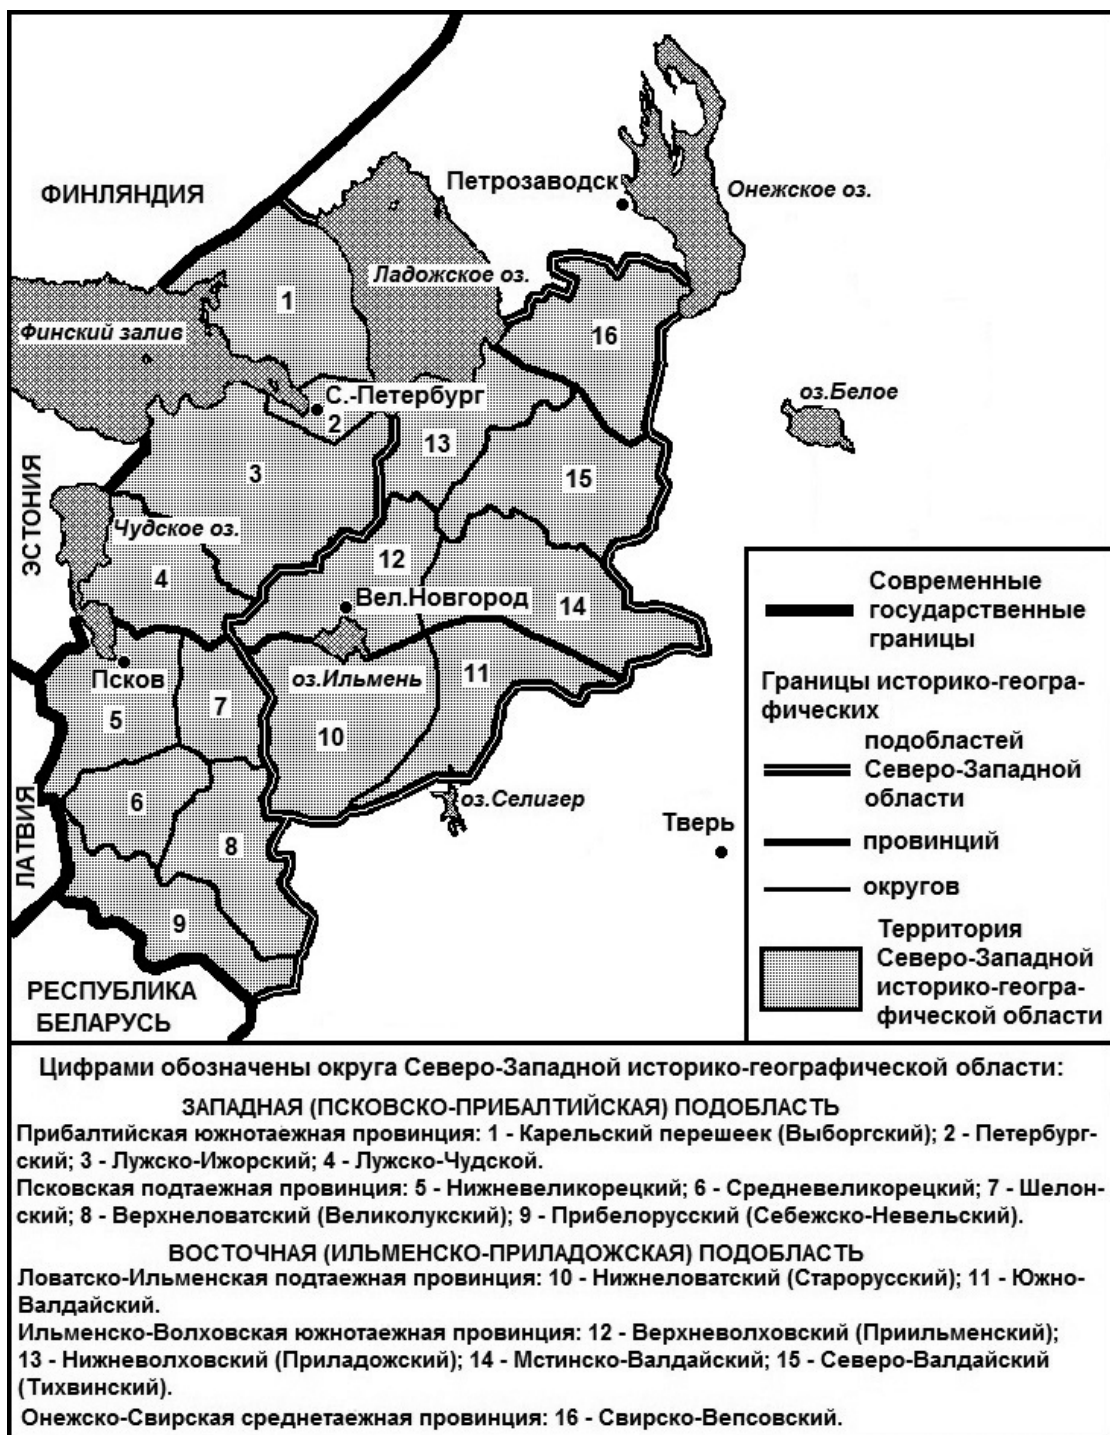 ФИНЛЯНДИЯ
Петрозаводск
Онежское оз.
Ладожское оз.
1
Финский залив
16
С.-Петербург
2
оз.Белое
13
3
15
ЭСТОНИЯ
Чудское оз.
12
4
Вел.Новгород
14
Псков
оз.Ильмень
11
7
5
10
6
оз.Селигер
ЛАТВИЯ
Тверь
8
9
РЕСПУБЛИКА
БЕЛАРУСЬ
Современные
государственные
границы
Границы историко-геогра-
фических
подобластей
Северо-Западной
области
провинций
округов
Территория
Северо-Западной
историко-геогра-
фической области
Цифрами обозначены округа Северо-Западной историко-географической области:
ЗАПАДНАЯ (ПСКОВСКО-ПРИБАЛТИЙСКАЯ) ПОДОБЛАСТЬ
Прибалтийская южнотаежная провинция: 1 - Карельский перешеек (Выборгский); 2 - Петербург-
ский; 3 - Лужско-Ижорский; 4 - Лужско-Чудской.
Псковская подтаежная провинция: 5 - Нижневеликорецкий; 6 - Средневеликорецкий; 7 - Шелон-
ский; 8 - Верхнеловатский (Великолукский); 9 - Прибелорусский (Себежско-Невельский).
ВОСТОЧНАЯ (ИЛЬМЕНСКО-ПРИЛАДОЖСКАЯ) ПОДОБЛАСТЬ
Ловатско-Ильменская подтаежная провинция: 10 - Нижнеловатский (Старорусский); 11 - Южно-
Валдайский.
Ильменско-Волховская южнотаежная провинция: 12 - Верхневолховский (Приильменский);
13 - Нижневолховский (Приладожский); 14 - Мстинско-Валдайский; 15 - Северо-Валдайский
(Тихвинский).
Онежско-Свирская среднетаежная провинция: 16 - Свирско-Вепсовский.